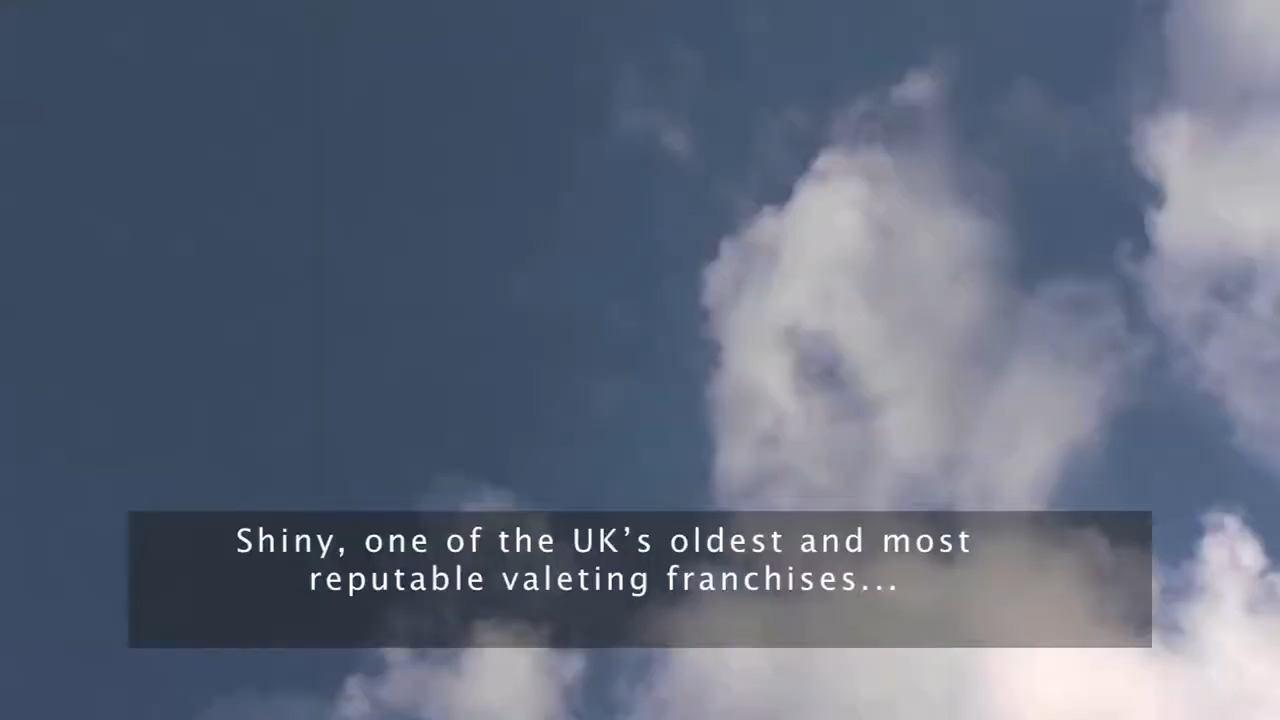 Shiny, one of the UK’s oldest and most
reputable valeting franchises...